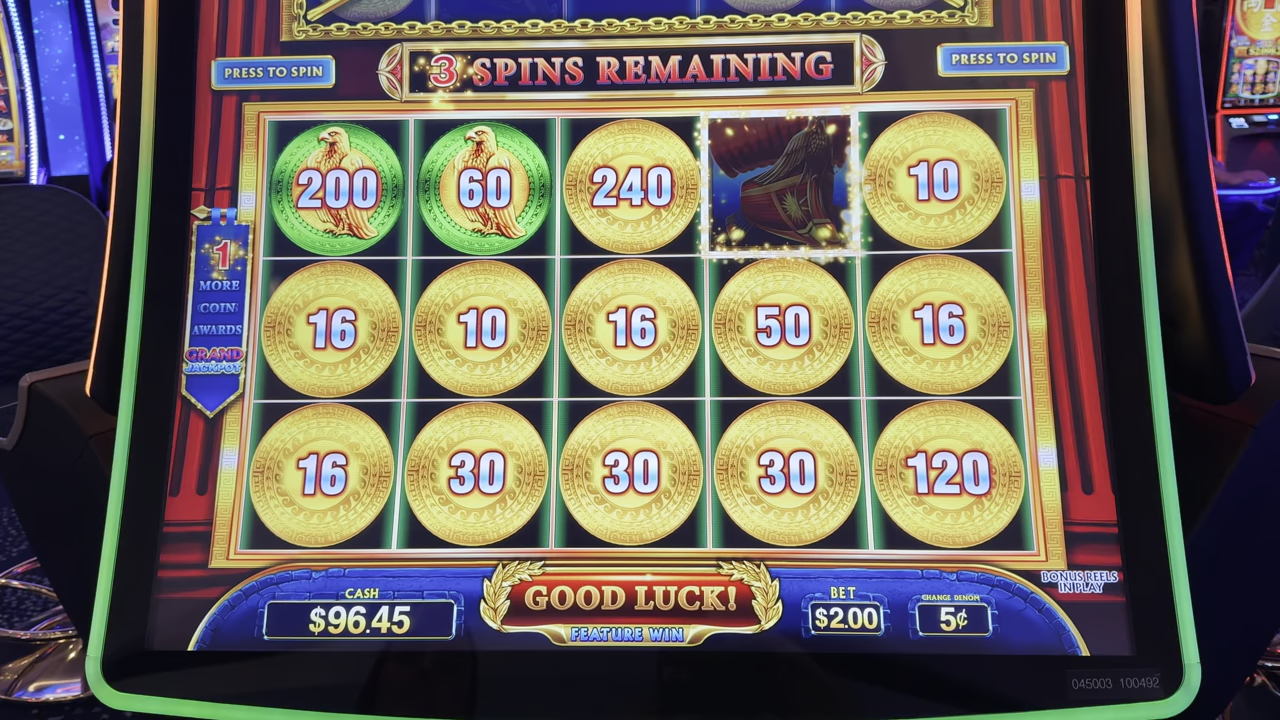 PRESS TO SPIN
3 SPINS REMAINING
PRESS TO SPIN
200 60 240 10
1
MORE
COIN
AWARDS
GRAND
JACKPOT
16 10 16 50 16
16 30 30 30 120
CASH
$96.45
GOOD LUCK!
FEATURE WIN
BET
$2.00
CHANGE DENOM
5¢
BONUS REELS
IN PLAY
045003 100492